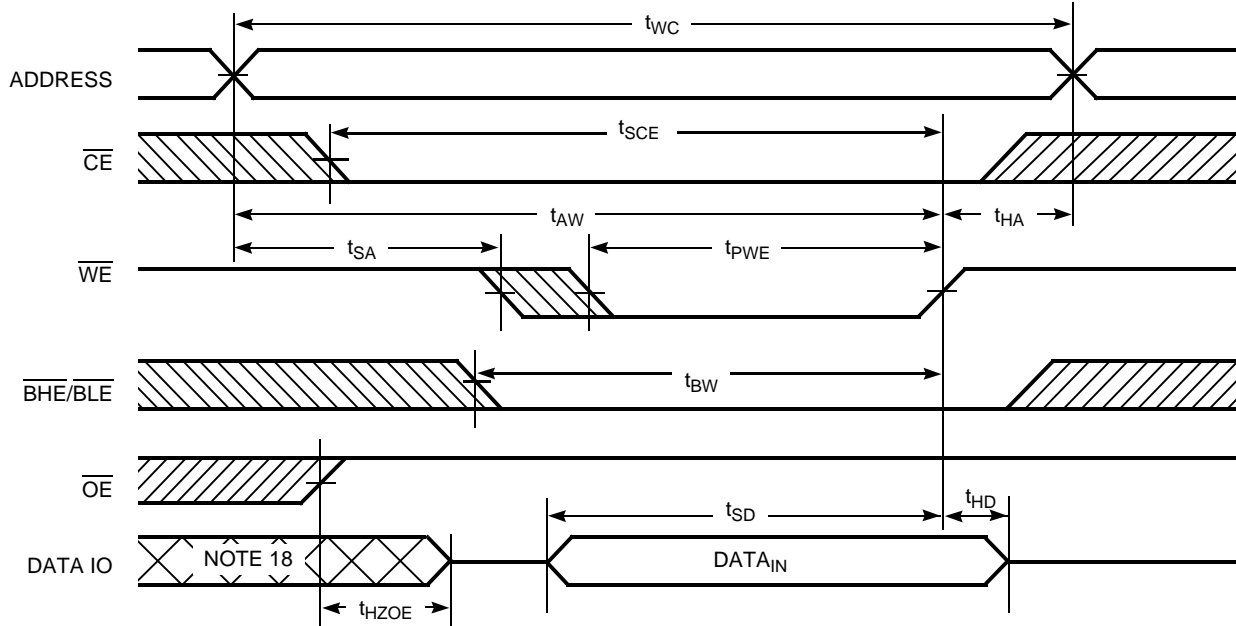 tWC
ADDRESS
tSCE
CE
tAW
tHA
tSA
tPWE
WE
tBW
BHE/BLE
OE
tSD
tHD
DATA IO
NOTE 18
DATAIN
tHZOE